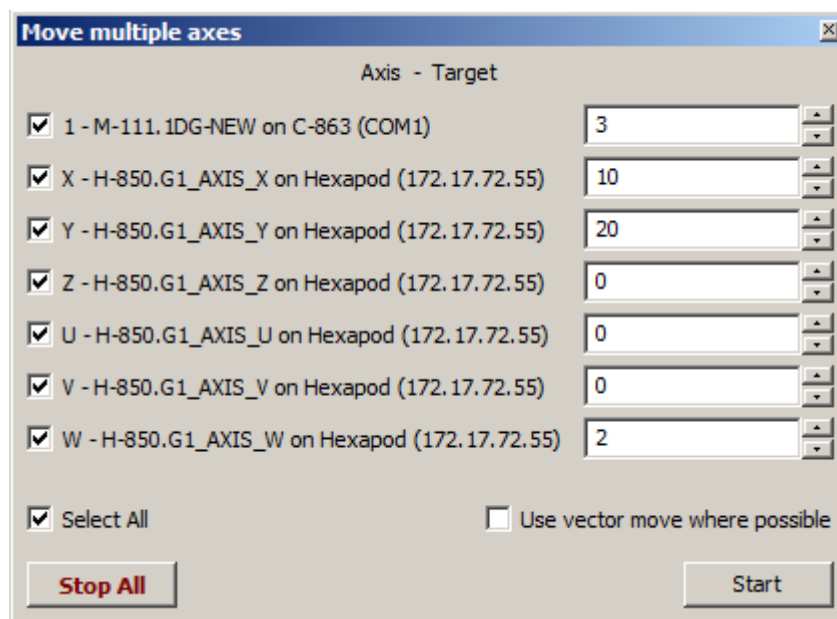 Move multiple axes
Axis - Target
1 - M-111.1DG-NEW on C-863 (COM1) 3
X - H-850.G1_AXIS_X on Hexapod (172.17.72.55) 10
Y - H-850.G1_AXIS_Y on Hexapod (172.17.72.55) 20
Z - H-850.G1_AXIS_Z on Hexapod (172.17.72.55) 0
U - H-850.G1_AXIS_U on Hexapod (172.17.72.55) 0
V - H-850.G1_AXIS_V on Hexapod (172.17.72.55) 0
W - H-850.G1_AXIS_W on Hexapod (172.17.72.55) 2
Select All Use vector move where possible
Stop All Start